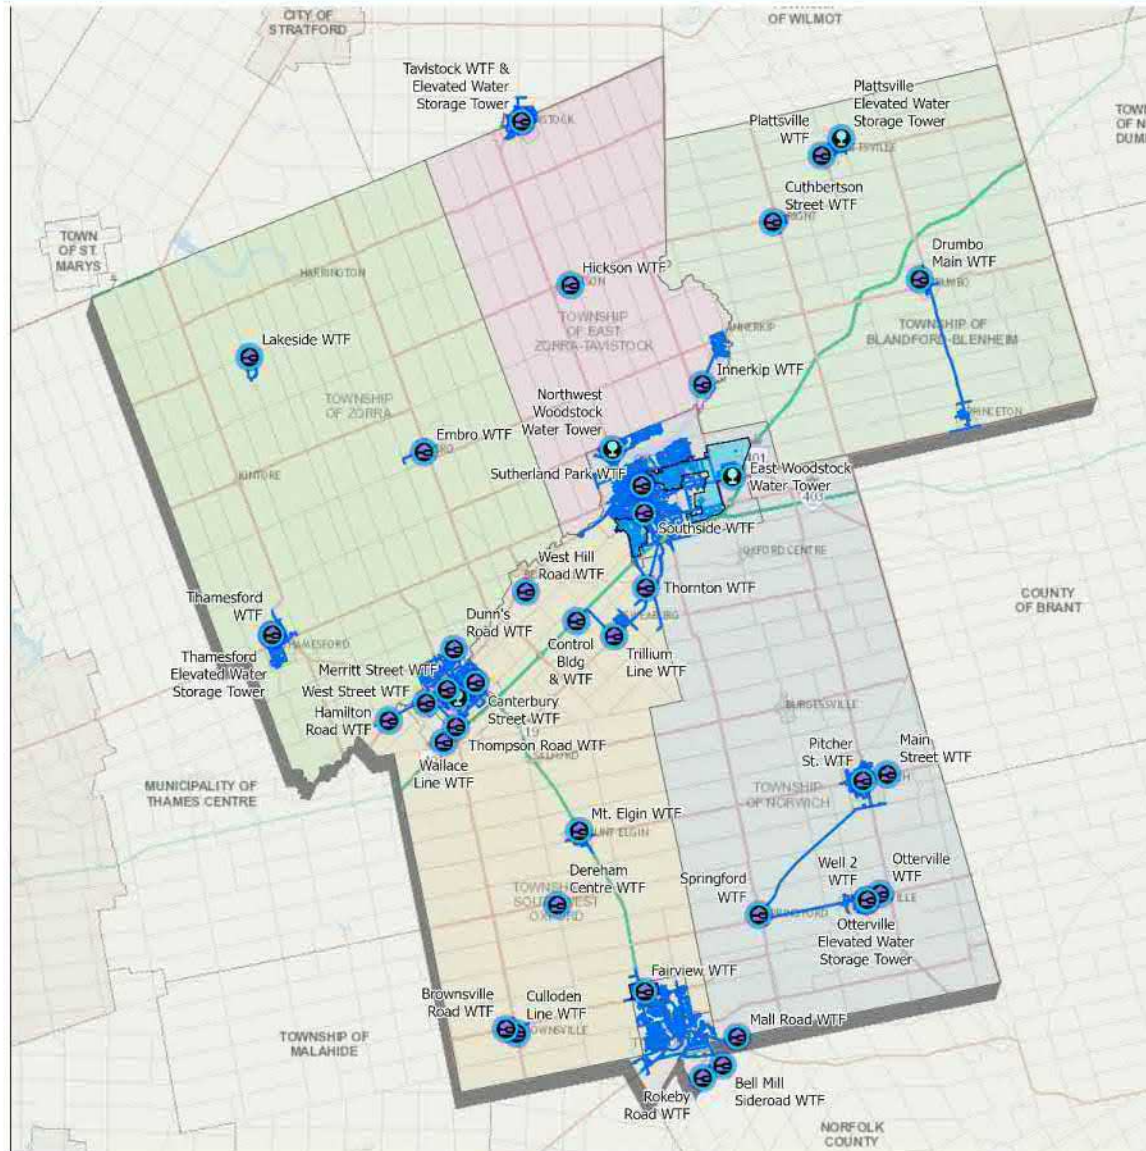 CITY OF
STRATFORD
OF WILMOT
Tavistock WTF &
Elevated Water
Storage Tower
Plattsville
Elevated Water
Storage Tower
Plattsville
WTF
Cuthbertson
Street WTF
TOWN
OF ST.
MARYS
Drumbo
Main WTF
HARRINGTON
Hickson WTF
TOWNSHIP
OF EAST
ZORRA-TAVISTOCK
TOWNSHIP OF
BLANDFORD-BLENHEIM
Lakeside WTF
Innerkip WTF
TOWNSHIP
OF ZORRA
Northwest
Woodstock
Water Tower
PRINCETON
Embro WTF
401
Sutherland Park WTF
East Woodstock
Water Tower
KINTORE
403
Southside WTF
OXFORD CENTRE
West Hill
Road WTF
Thornton WTF
COUNTY
OF BRANT
Thamesford
WTF
Dunn's
Road WTF
Control
Bldg
& WTF
Trillium
Line WTF
Thamesford
Elevated Water
Storage Tower
Merritt Street WTF
West Street WTF
Hamilton
Road WTF
Canterbury
Street WTF
BURGESSVILLE
19
Thompson Road WTF
Wallace
Line WTF
Pitcher
St. WTF
Main
Street WTF
MUNICIPALITY OF
THAMES CENTRE
TOWNSHIP
OF NORWICH
Mt. Elgin WTF
Dereham
Centre WTF
Springford
WTF
Well 2
WTF
Otterville
WTF
Otterville
Elevated Water
Storage Tower
Fairview WTF
Brownsville
Road WTF
Culloden
Line WTF
Mall Road WTF
TOWNSHIP OF
MALAHIDE
Rokeby
Road WTF
Bell Mill
Sideroad WTF
NORFOLK
COUNTY